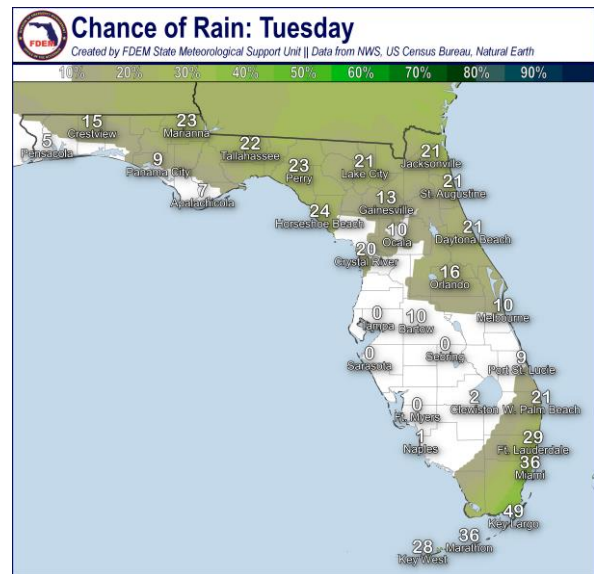 Chance of Rain: Tuesday
Created by FDEM State Meteorological Support Unit || Data from NWS, US Census Bureau, Natural Earth
FDEM
10% 20% 30% 40% 50% 60% 70% 80% 90%
5
Pensacola
15
Crestview
23
Marianna
9
Panama City
7
Apalachicola
22
Tallahassee
23
Perry
21
Lake City
21
Jacksonville
21
St. Augustine
13
Gainesville
24
Horseshoe Beach
10
Ocala
21
Daytona Beach
20
Crystal River
16
Orlando
10
Melbourne
0
Tampa
10
Bartow
0
Sebring
0
Sarasota
9
Port St. Lucie
0
Ft. Myers
2
Clewiston
21
W. Palm Beach
1
Naples
29
Ft. Lauderdale
36
Miami
49
Key Largo
36
Marathon
28
Key West